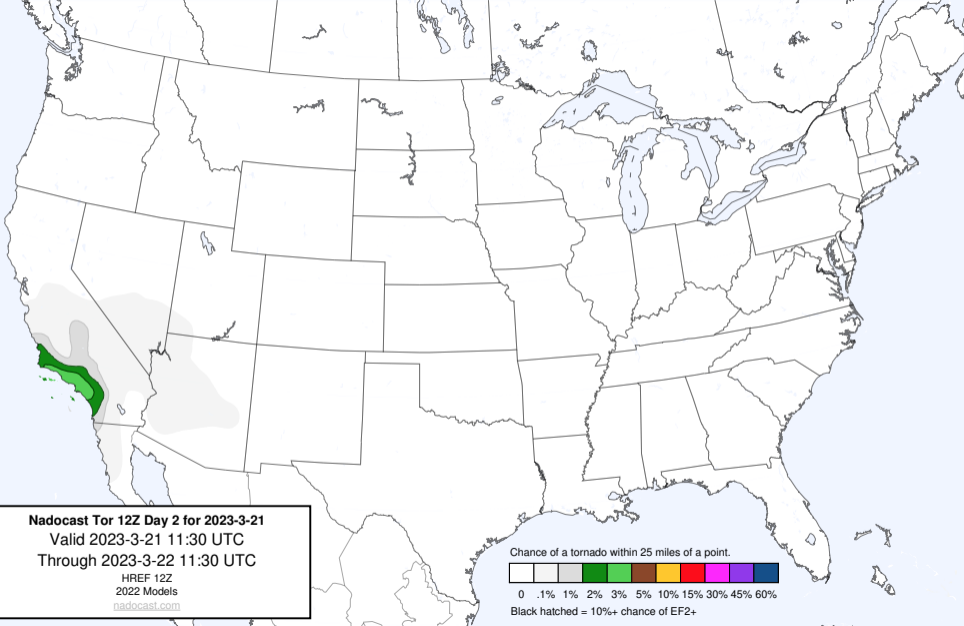 Nadocast Tor 12Z Day 2 for 2023-3-21
Valid 2023-3-21 11:30 UTC
Through 2023-3-22 11:30 UTC
HREF 12Z
2022 Models
nadocast.com
Chance of a tornado within 25 miles of a point.
0 .1% 1% 2% 3% 5% 10% 15% 30% 45% 60%
Black hatched = 10%+ chance of EF2+